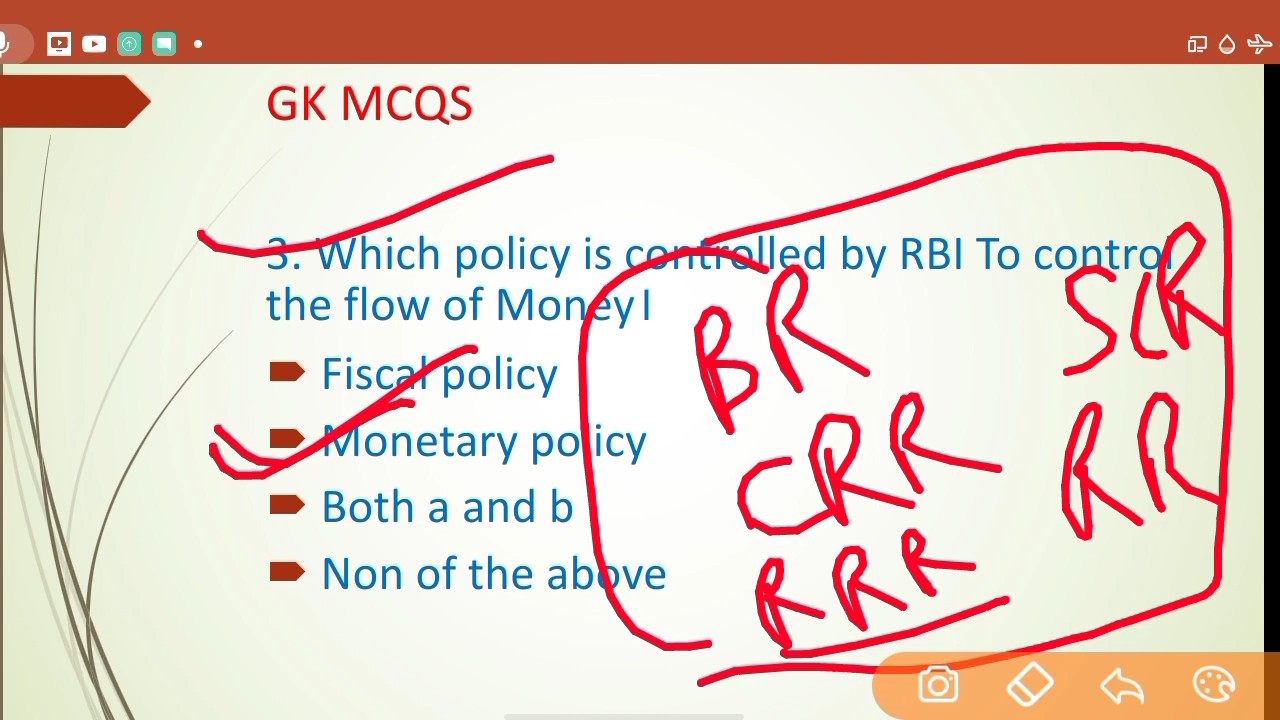 GK MCQS
3. Which policy is controlled by RBI To control
the flow of Money I
Fiscal policy
Monetary policy
Both a and b
Non of the above
BR
CRR
RRR
SLR
RR